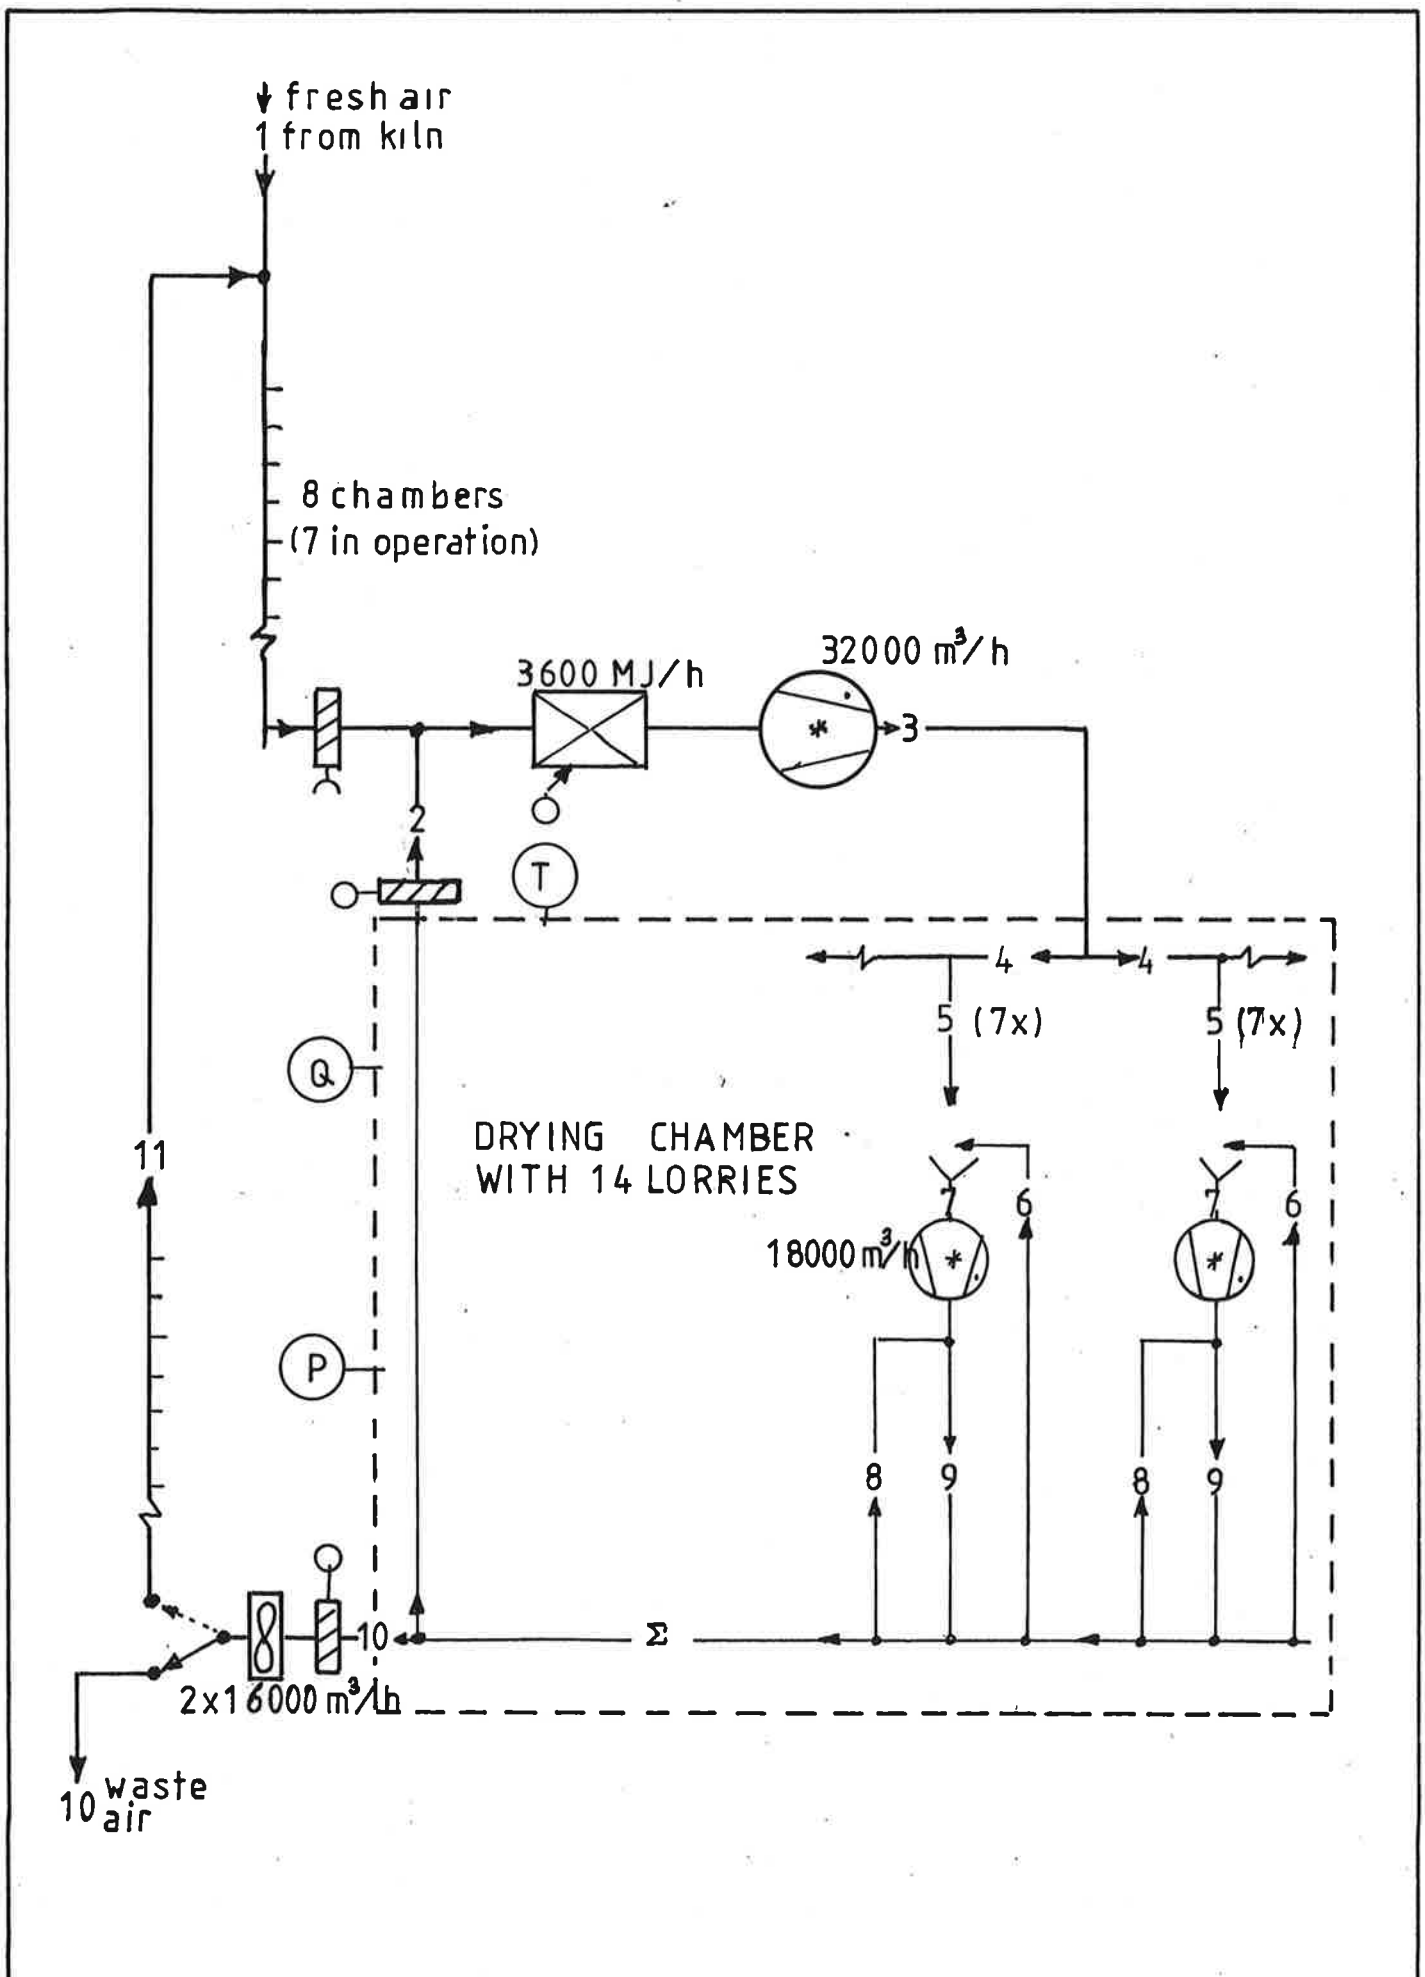 fresh air
1 from kiln
8 chambers
(7 in operation)
32000 m³/h
3600 MJ/h
*
3
2
T
4
4
5 (7x)
5 (7x)
Q
DRYING CHAMBER
WITH 14 LORRIES
11
7
6
7
6
18000 m³/h
*
*
P
8
9
8
9
10
Σ
2x16000 m³/h
10 waste
air